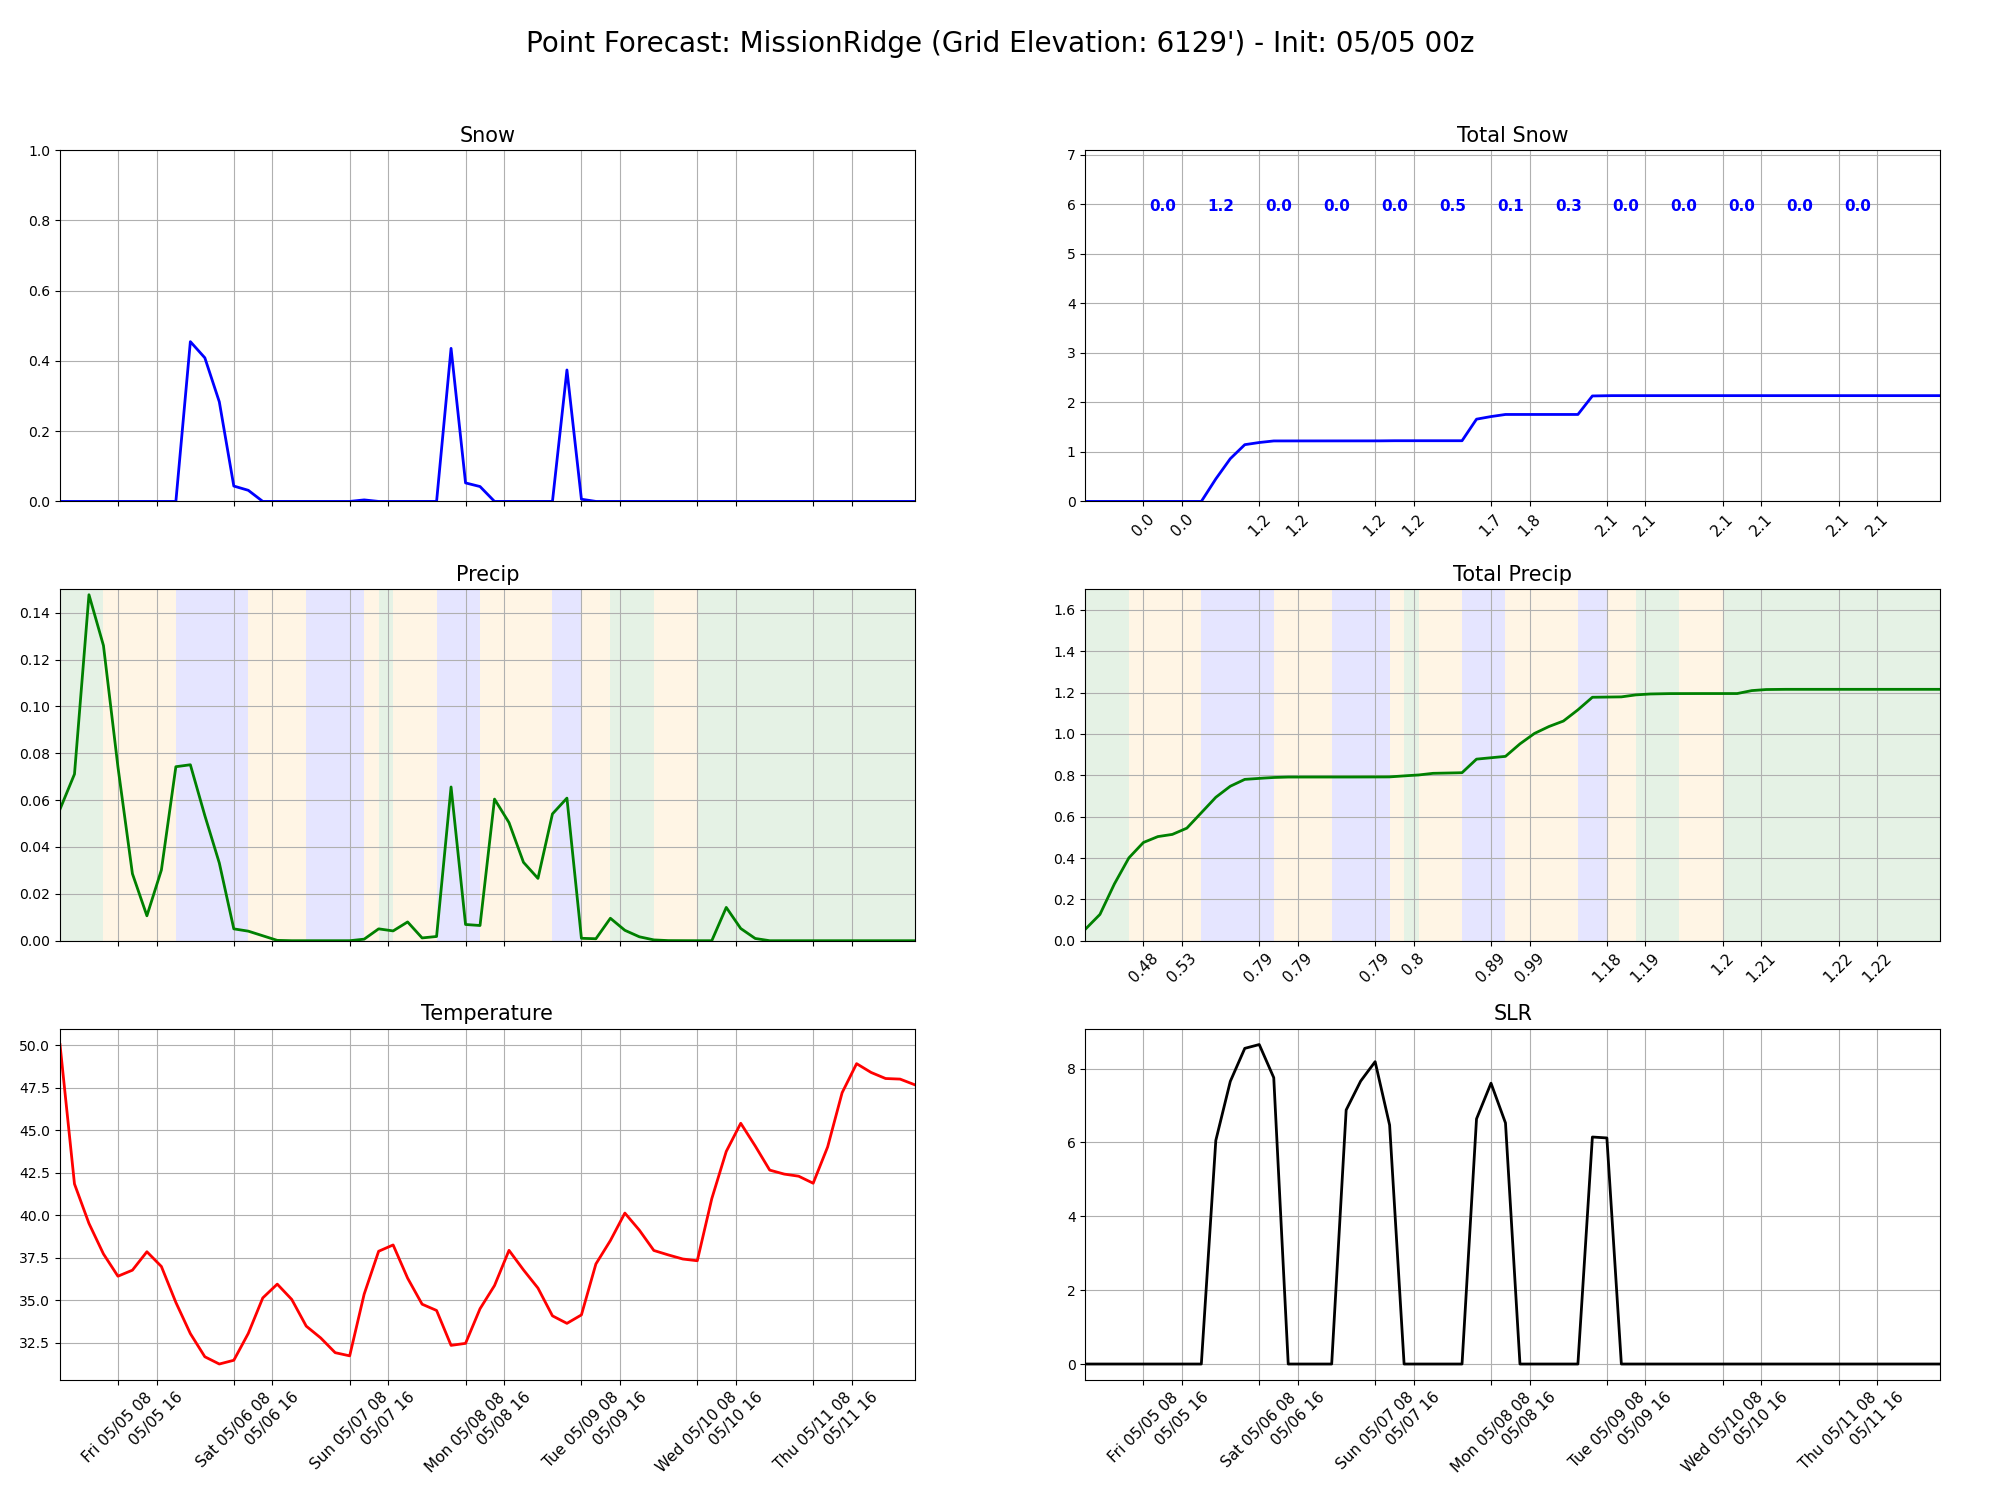 Point Forecast: MissionRidge (Grid Elevation: 6129') - Init: 05/05 00z
Snow
1.0
0.8
0.6
0.4
0.2
0.0
Total Snow
7
6
5
4
3
2
1
0
0.0 1.2 0.0 0.0 0.0 0.5 0.1 0.3 0.0 0.0 0.0 0.0 0.0
0.0 0.0 1.2 1.2 1.2 1.2 1.7 1.8 2.1 2.1 2.1 2.1 2.1 2.1
Precip
0.14
0.12
0.10
0.08
0.06
0.04
0.02
0.00
Total Precip
1.6
1.4
1.2
1.0
0.8
0.6
0.4
0.2
0.0
0.48 0.53 0.79 0.79 0.79 0.8 0.89 0.99 1.18 1.19 1.2 1.21 1.22 1.22
Temperature
50.0
47.5
45.0
42.5
40.0
37.5
35.0
32.5
Fri 05/05 08
05/05 16
Sat 05/06 08
05/06 16
Sun 05/07 08
05/07 16
Mon 05/08 08
05/08 16
Tue 05/09 08
05/09 16
Wed 05/10 08
05/10 16
Thu 05/11 08
05/11 16
SLR
8
6
4
2
0
Fri 05/05 08
05/05 16
Sat 05/06 08
05/06 16
Sun 05/07 08
05/07 16
Mon 05/08 08
05/08 16
Tue 05/09 08
05/09 16
Wed 05/10 08
05/10 16
Thu 05/11 08
05/11 16